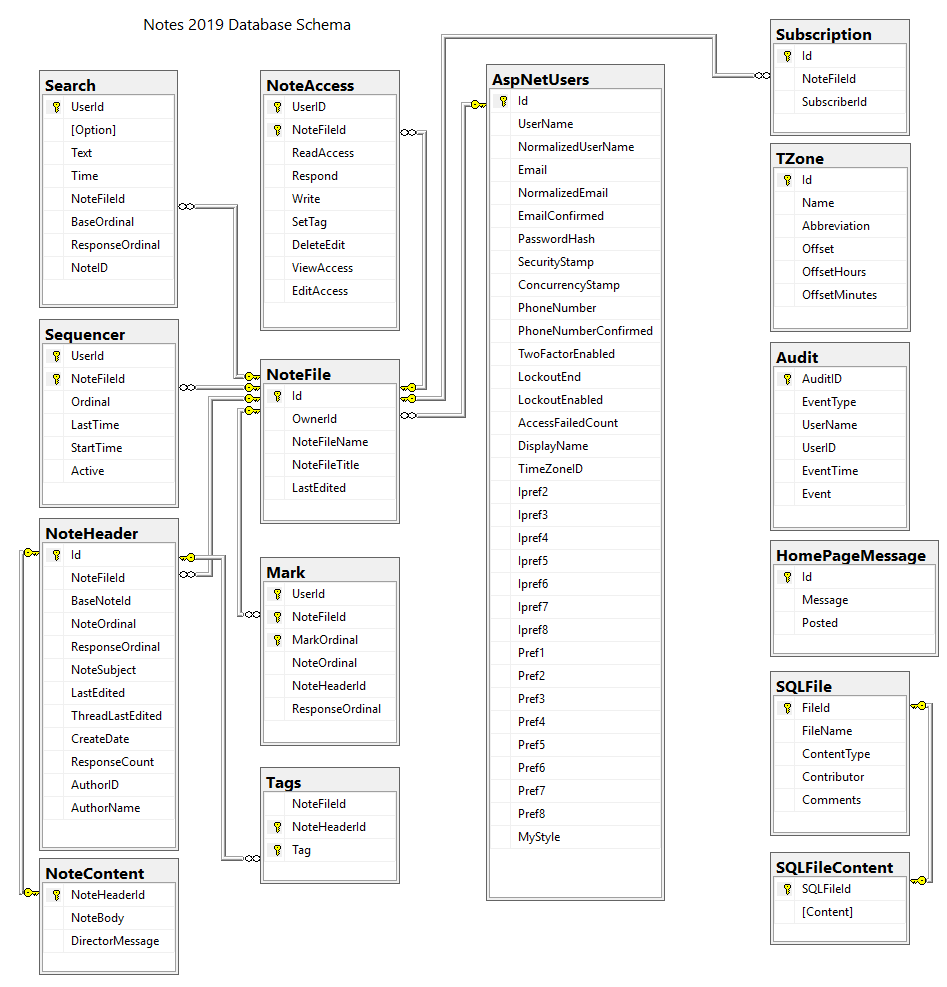 Notes 2019 Database Schema
Search
UserId
[Option]
Text
Time
NoteFileId
BaseOrdinal
ResponseOrdinal
NoteID
Sequencer
UserId
NoteFileId
Ordinal
LastTime
StartTime
Active
NoteHeader
Id
NoteFileId
BaseNoteId
NoteOrdinal
ResponseOrdinal
NoteSubject
LastEdited
ThreadLastEdited
CreateDate
ResponseCount
AuthorID
AuthorName
NoteContent
NoteHeaderId
NoteBody
DirectorMessage
NoteAccess
UserID
NoteFileId
ReadAccess
Respond
Write
SetTag
DeleteEdit
ViewAccess
EditAccess
NoteFile
Id
OwnerId
NoteFileName
NoteFileTitle
LastEdited
Mark
UserId
NoteFileId
MarkOrdinal
NoteOrdinal
NoteHeaderId
ResponseOrdinal
Tags
NoteFileId
NoteHeaderId
Tag
AspNetUsers
Id
UserName
NormalizedUserName
Email
NormalizedEmail
EmailConfirmed
PasswordHash
SecurityStamp
ConcurrencyStamp
PhoneNumber
PhoneNumberConfirmed
TwoFactorEnabled
LockoutEnd
LockoutEnabled
AccessFailedCount
DisplayName
TimeZoneID
Ipref2
Ipref3
Ipref4
Ipref5
Ipref6
Ipref7
Ipref8
Pref1
Pref2
Pref3
Pref4
Pref5
Pref6
Pref7
Pref8
MyStyle
Subscription
Id
NoteFileId
SubscriberId
TZone
Id
Name
Abbreviation
Offset
OffsetHours
OffsetMinutes
Audit
AuditID
EventType
UserName
UserID
EventTime
Event
HomePageMessage
Id
Message
Posted
SQLFile
FileId
FileName
ContentType
Contributor
Comments
SQLFileContent
SQLFileId
[Content]